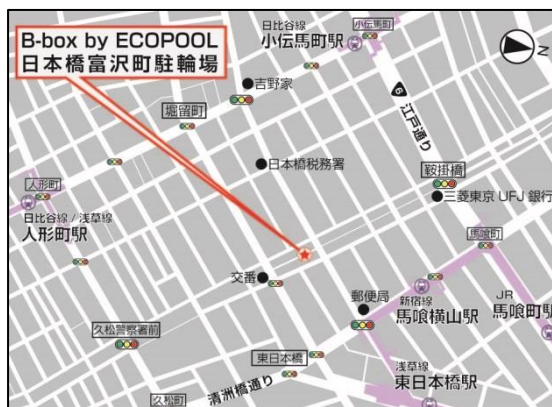 B-box by ECOPOOL
日本橋富沢町駐輪場
日比谷線
小伝馬町駅
小伝馬町
N
吉野家
6
江戸通り
堀留町
日本橋税務署
鞍掛橋
三菱東京UFJ銀行
人形町
日比谷線/浅草線
人形町駅
馬喰町
交番
郵便局
新宿線
馬喰横山駅
JR
馬喰町駅
久松警察署前
東日本橋
浅草線
東日本橋駅
清洲橋通り
久松町